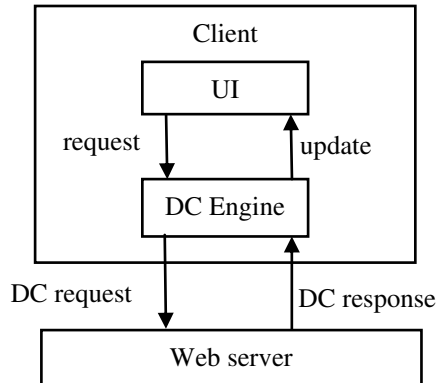 Client
UI
request
update
DC Engine
DC request
DC response
Web server